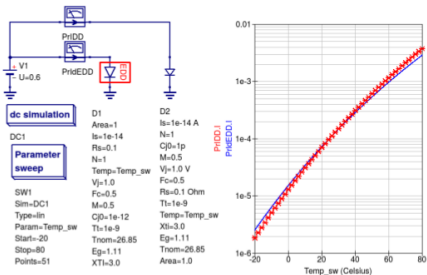 PrIDD
PrIdEDD
V1
U=0.6
EDD
dc simulation
DC1
Parameter
sweep
SW1
Sim=DC1
Type=lin
Param=Temp_sw
Start=-20
Stop=80
Points=51
D1
Area=1
Is=1e-14
Rs=0.1
N=1
Temp=Temp_sw
Vj=1.0
Fc=0.5
M=0.5
Cj0=1e-12
Tt=1e-9
Tnom=26.85
Eg=1.11
XTI=3.0
D2
Is=1e-14 A
N=1
Cj0=1p
M=0.5
Vj=1.0 V
Fc=0.5
Rs=0.1 Ohm
Tt=1e-9
Temp=Temp_sw
Xti=3.0
Eg=1.11
Tnom=26.85
Area=1.0
0.01
1e-3
1e-4
1e-5
1e-6
PrIDD.I
PrIdEDD.I
-20 0 20 40 60 80
Temp_sw (Celsius)